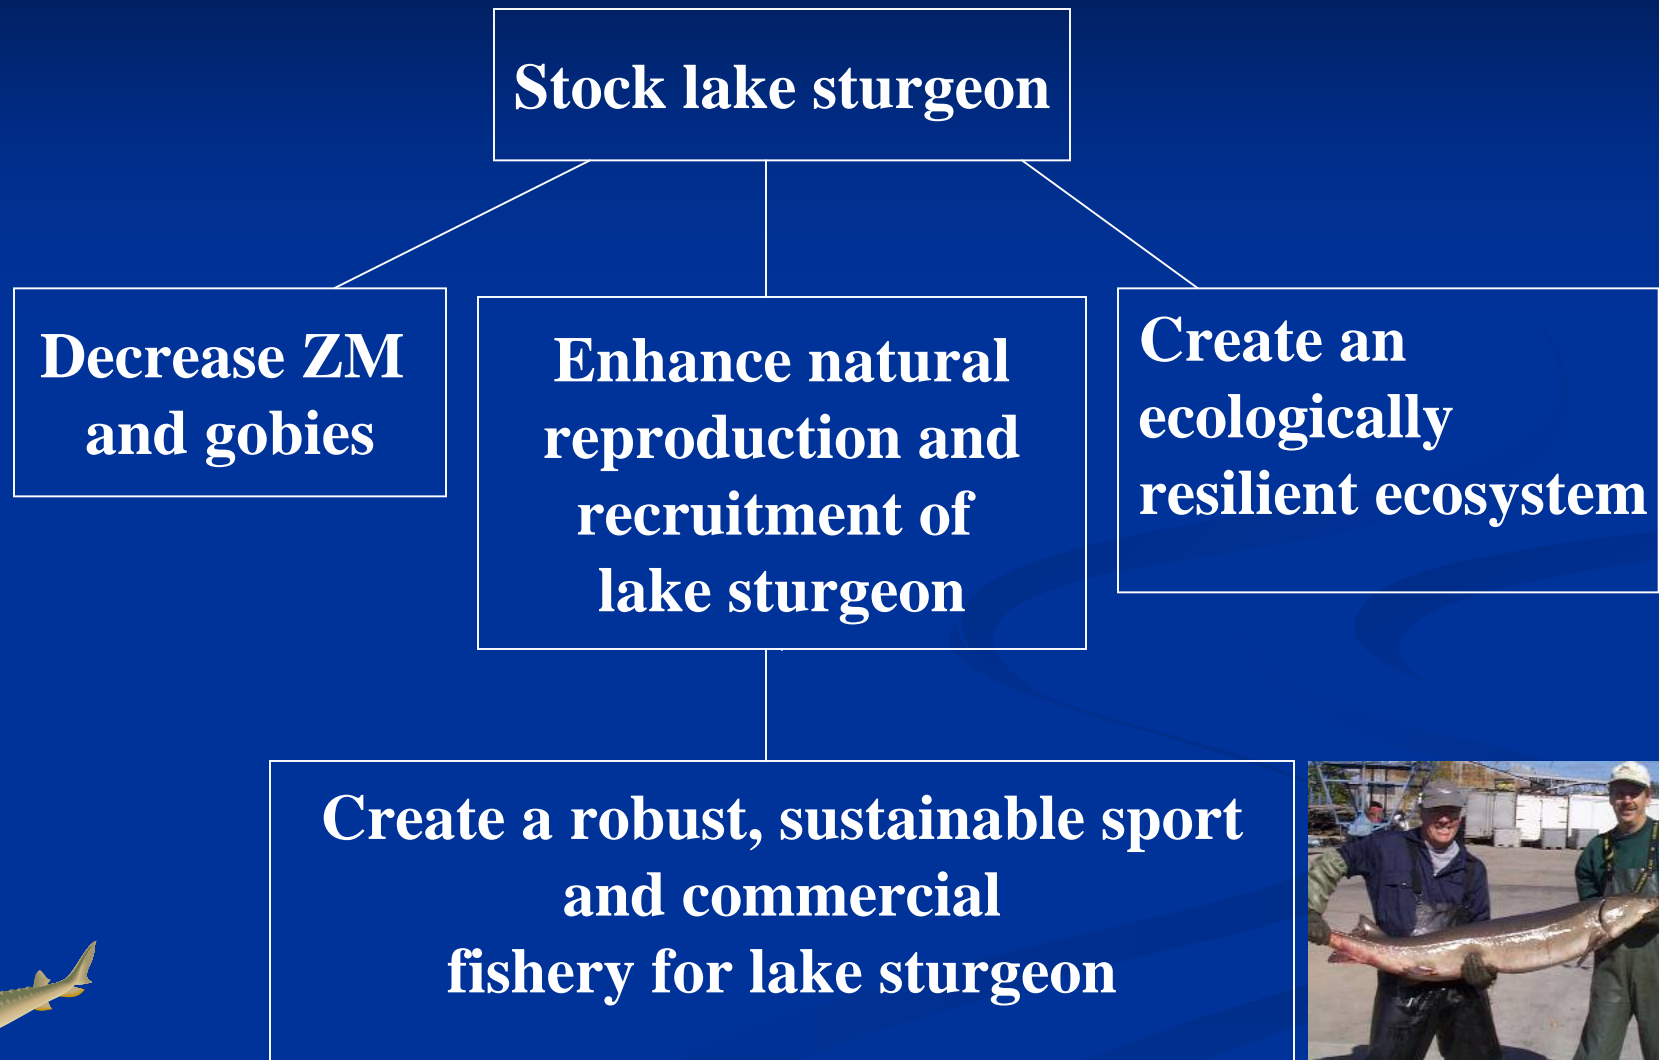 Stock lake sturgeon
Decrease ZM
and gobies
Enhance natural
reproduction and
recruitment of
lake sturgeon
Create an
ecologically
resilient ecosystem
Create a robust, sustainable sport
and commercial
fishery for lake sturgeon